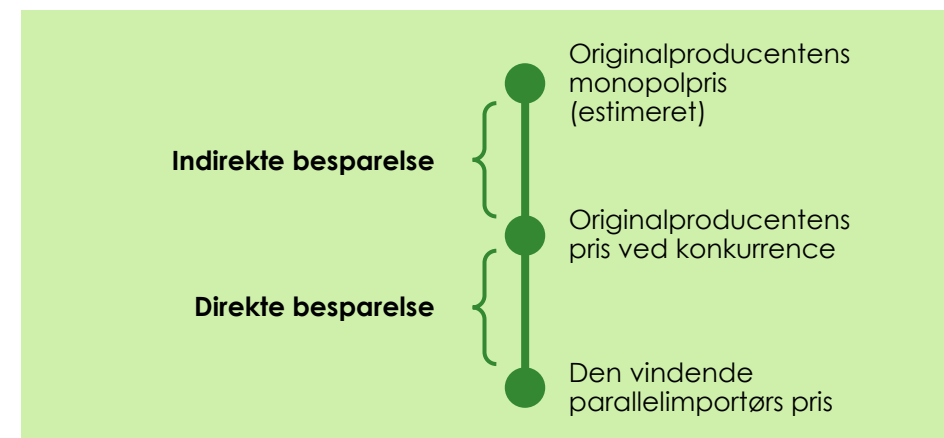 Originalproducentens
monopolpris
(estimeret)
Indirekte besparelse
Originalproducentens
pris ved konkurrence
Direkte besparelse
Den vindende
parallelimportørs pris